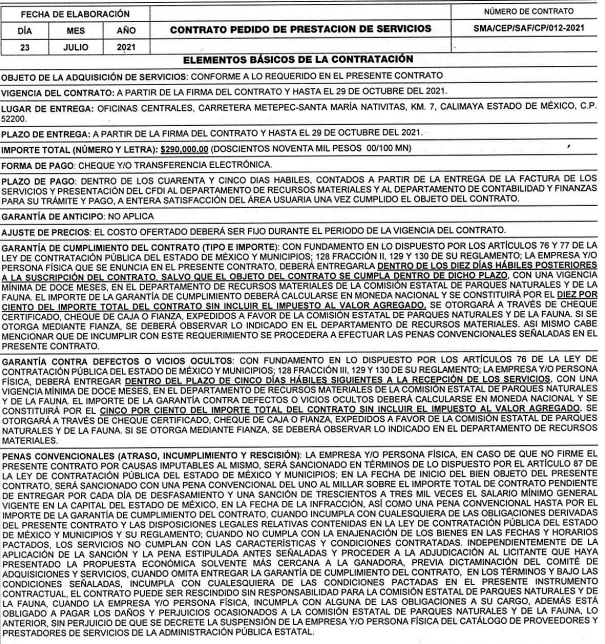 FECHA DE ELABORACIÓN
DÍA MES AÑO
23 JULIO 2021
CONTRATO PEDIDO DE PRESTACION DE SERVICIOS
NÚMERO DE CONTRATO
SMA/CEP/SAF/CP/012-2021
ELEMENTOS BÁSICOS DE LA CONTRATACIÓN
OBJETO DE LA ADQUISICIÓN DE SERVICIOS: CONFORME A LO REQUERIDO EN EL PRESENTE CONTRATO
VIGENCIA DEL CONTRATO: A PARTIR DE LA FIRMA DEL CONTRATO Y HASTA EL 29 DE OCTUBRE DEL 2021.
LUGAR DE ENTREGA: OFICINAS CENTRALES, CARRETERA METEPEC-SANTA MARÍA NATIVITAS, KM. 7, CALIMAYA ESTADO DE MÉXICO, C.P.
52200.
PLAZO DE ENTREGA: A PARTIR DE LA FIRMA DEL CONTRATO Y HASTA EL 29 DE OCTUBRE DEL 2021.
IMPORTE TOTAL (NÚMERO Y LETRA): $290,000.00 (DOSCIENTOS NOVENTA MIL PESOS 00/100 MN)
FORMA DE PAGO: CHEQUE Y/O TRANSFERENCIA ELECTRÓNICA.
PLAZO DE PAGO: DENTRO DE LOS CUARENTA Y CINCO DIAS HABILES, CONTADOS A PARTIR DE LA ENTREGA DE LA FACTURA DE LOS
SERVICIOS Y PRESENTACIÓN DEL CFDI AL DEPARTAMENTO DE RECURSOS MATERIALES Y AL DEPARTAMENTO DE CONTABILIDAD Y FINANZAS
PARA SU TRÁMITE Y PAGO, A ENTERA SATISFACCIÓN DEL ÁREA USUARIA UNA VEZ CUMPLIDO EL OBJETO DEL CONTRATO.
GARANTÍA DE ANTICIPO: NO APLICA
AJUSTE DE PRECIOS: EL COSTO OFERTADO DEBERÁ SER FIJO DURANTE EL PERIODO DE LA VIGENCIA DEL CONTRATO.
GARANTÍA DE CUMPLIMIENTO DEL CONTRATO (TIPO E IMPORTE): CON FUNDAMENTO EN LO DISPUESTO POR LOS ARTÍCULOS 76 Y 77 DE LA
LEY DE CONTRATACIÓN PÚBLICA DEL ESTADO DE MÉXICO Y MUNICIPIOS; 128 FRACCIÓN II, 129 Y 130 DE SU REGLAMENTO; LA EMPRESA Y/O
PERSONA FÍSICA QUE SE ENUNCIA EN EL PRESENTE CONTRATO, DEBERÁ ENTREGARLA DENTRO DE LOS DIEZ DÍAS HÁBILES POSTERIORES
A LA SUSCRIPCIÓN DEL CONTRATO, SALVO QUE EL OBJETO DEL CONTRATO SE CUMPLA DENTRO DE DICHO PLAZO, CON UNA VIGENCIA
MÍNIMA DE DOCE MESES, EN EL DEPARTAMENTO DE RECURSOS MATERIALES DE LA COMISIÓN ESTATAL DE PARQUES NATURALES Y DE LA
FAUNA. EL IMPORTE DE LA GARANTÍA DE CUMPLIMIENTO DEBERÁ CALCULARSE EN MONEDA NACIONAL Y SE CONSTITUIRÁ POR EL DIEZ POR
CIENTO DEL IMPORTE TOTAL DEL CONTRATO SIN INCLUIR EL IMPUESTO AL VALOR AGREGADO, SE OTORGARÁ A TRAVÉS DE CHEQUE
CERTIFICADO, CHEQUE DE CAJA O FIANZA, EXPEDIDOS A FAVOR DE LA COMISIÓN ESTATAL DE PARQUES NATURALES Y DE LA FAUNA. SI SE
OTORGA MEDIANTE FIANZA, SE DEBERÁ OBSERVAR LO INDICADO EN EL DEPARTAMENTO DE RECURSOS MATERIALES. ASI MISMO CABE
MENCIONAR QUE DE INCUMPLIR CON ESTE REQUERIMIENTO SE PROCEDERA A EFECTUAR LAS PENAS CONVENCIONALES SEÑALADAS EN EL
PRESENTE CONTRATO.
GARANTÍA CONTRA DEFECTOS O VICIOS OCULTOS: CON FUNDAMENTO EN LO DISPUESTO POR LOS ARTÍCULOS 76 DE LA LEY DE
CONTRATACIÓN PÚBLICA DEL ESTADO DE MÉXICO Y MUNICIPIOS; 128 FRACCIÓN III, 129 Y 130 DE SU REGLAMENTO; LA EMPRESA Y/O PERSONA
FÍSICA, DEBERÁ ENTREGAR DENTRO DEL PLAZO DE CINCO DÍAS HÁBILES SIGUIENTES A LA RECEPCIÓN DE LOS SERVICIOS, CON UNA
VIGENCIA MÍNIMA DE DOCE MESES, EN EL DEPARTAMENTO DE RECURSOS MATERIALES DE LA COMISIÓN ESTATAL DE PARQUES NATURALES
Y DE LA FAUNA. EL IMPORTE DE LA GARANTÍA CONTRA DEFECTOS O VICIOS OCULTOS DEBERÁ CALCULARSE EN MONEDA NACIONAL Y SE
CONSTITUIRÁ POR EL CINCO POR CIENTO DEL IMPORTE TOTAL DEL CONTRATO SIN INCLUIR EL IMPUESTO AL VALOR AGREGADO. SE
OTORGARÁ A TRAVÉS DE CHEQUE CERTIFICADO, CHEQUE DE CAJA O FIANZA, EXPEDIDOS A FAVOR DE LA COMISIÓN ESTATAL DE PARQUES
NATURALES Y DE LA FAUNA. SI SE OTORGA MEDIANTE FIANZA, SE DEBERÁ OBSERVAR LO INDICADO EN EL DEPARTAMENTO DE RECURSOS
MATERIALES.
PENAS CONVENCIONALES (ATRASO, INCUMPLIMIENTO Y RESCISIÓN): LA EMPRESA Y/O PERSONA FÍSICA, EN CASO DE QUE NO FIRME EL
PRESENTE CONTRATO POR CAUSAS IMPUTABLES AL MISMO, SERÁ SANCIONADO EN TÉRMINOS DE LO DISPUESTO POR EL ARTÍCULO 87 DE
LA LEY DE CONTRATACIÓN PÚBLICA DEL ESTADO DE MÉXICO Y MUNICIPIOS; EN LA FECHA DE INICIO DEL BIEN OBJETO DEL PRESENTE
CONTRATO, SERÁ SANCIONADO CON UNA PENA CONVENCIONAL DEL UNO AL MILLAR SOBRE EL IMPORTE TOTAL DEL CONTRATO PENDIENTE
DE ENTREGAR POR CADA DÍA DE DESFASAMIENTO Y UNA SANCIÓN DE TRESCIENTOS A TRES MIL VECES EL SALARIO MÍNIMO GENERAL
VIGENTE EN LA CAPITAL DEL ESTADO DE MÉXICO, EN LA FECHA DE LA INFRACCIÓN, ASÍ COMO UNA PENA CONVENCIONAL HASTA POR EL
IMPORTE DE LA GARANTÍA DE CUMPLIMIENTO DEL CONTRATO, CUANDO INCUMPLA CON CUALESQUIERA DE LAS OBLIGACIONES DERIVADAS
DEL PRESENTE CONTRATO Y LAS DISPOSICIONES LEGALES RELATIVAS CONTENIDAS EN LA LEY DE CONTRATACIÓN PÚBLICA DEL ESTADO
DE MÉXICO Y MUNICIPIOS Y SU REGLAMENTO; CUANDO NO CUMPLA CON LA ENAJENACIÓN DE LOS BIENES EN LAS FECHAS Y HORARIOS
PACTADOS, LOS SERVICIOS NO CUMPLAN CON LAS CARACTERÍSTICAS Y CONDICIONES CONTRATADAS. INDEPENDIENTEMENTE DE LA
APLICACIÓN DE LA SANCIÓN Y LA PENA ESTIPULADA ANTES SEÑALADAS Y PROCEDER A LA ADJUDICACIÓN AL LICITANTE QUE HAYA
PRESENTADO LA PROPUESTA ECONÓMICA SOLVENTE MÁS CERCANA A LA GANADORA, PREVIA DICTAMINACIÓN DEL COMITÉ DE
ADQUISICIONES Y SERVICIOS, CUANDO OMITA ENTREGAR LA GARANTÍA DE CUMPLIMIENTO DEL CONTRATO, EN LOS TÉRMINOS Y BAJO LAS
CONDICIONES SEÑALADAS, INCUMPLA CON CUALESQUIERA DE LAS CONDICIONES PACTADAS EN EL PRESENTE INSTRUMENTO
CONTRACTUAL, EL CONTRATO PUEDE SER RESCINDIDO SIN RESPONSABILIDAD PARA LA COMISIÓN ESTATAL DE PARQUES NATURALES Y DE
LA FAUNA, CUANDO LA EMPRESA Y/O PERSONA FÍSICA, INCUMPLA CON ALGUNA DE LAS OBLIGACIONES A SU CARGO, ADEMÁS ESTÁ
OBLIGADO A PAGAR LOS DAÑOS Y PERJUICIOS OCASIONADOS A LA COMISIÓN ESTATAL DE PARQUES NATURALES Y DE LA FAUNA, LO
ANTERIOR, SIN PERJUICIO DE QUE SE DECRETE LA SUSPENSIÓN DE LA EMPRESA Y/O PERSONA FÍSICA DEL CATÁLOGO DE PROVEEDORES Y
PRESTADORES DE SERVICIOS DE LA ADMINISTRACIÓN PÚBLICA ESTATAL.